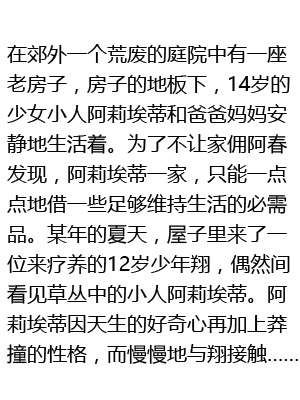 在郊外一个荒废的庭院中有一座
老房子，房子的地板下，14岁的
少女小人阿莉埃蒂和爸爸妈妈安
静地生活着。为了不让家佣阿春
发现，阿莉埃蒂一家，只能一点
点地借一些足够维持生活的必需
品。某年的夏天，屋子里来了一
位来疗养的12岁少年翔，偶然间
看见草丛中的小人阿莉埃蒂。阿
莉埃蒂因天生的好奇心再加上莽
撞的性格，而慢慢地与翔接触……